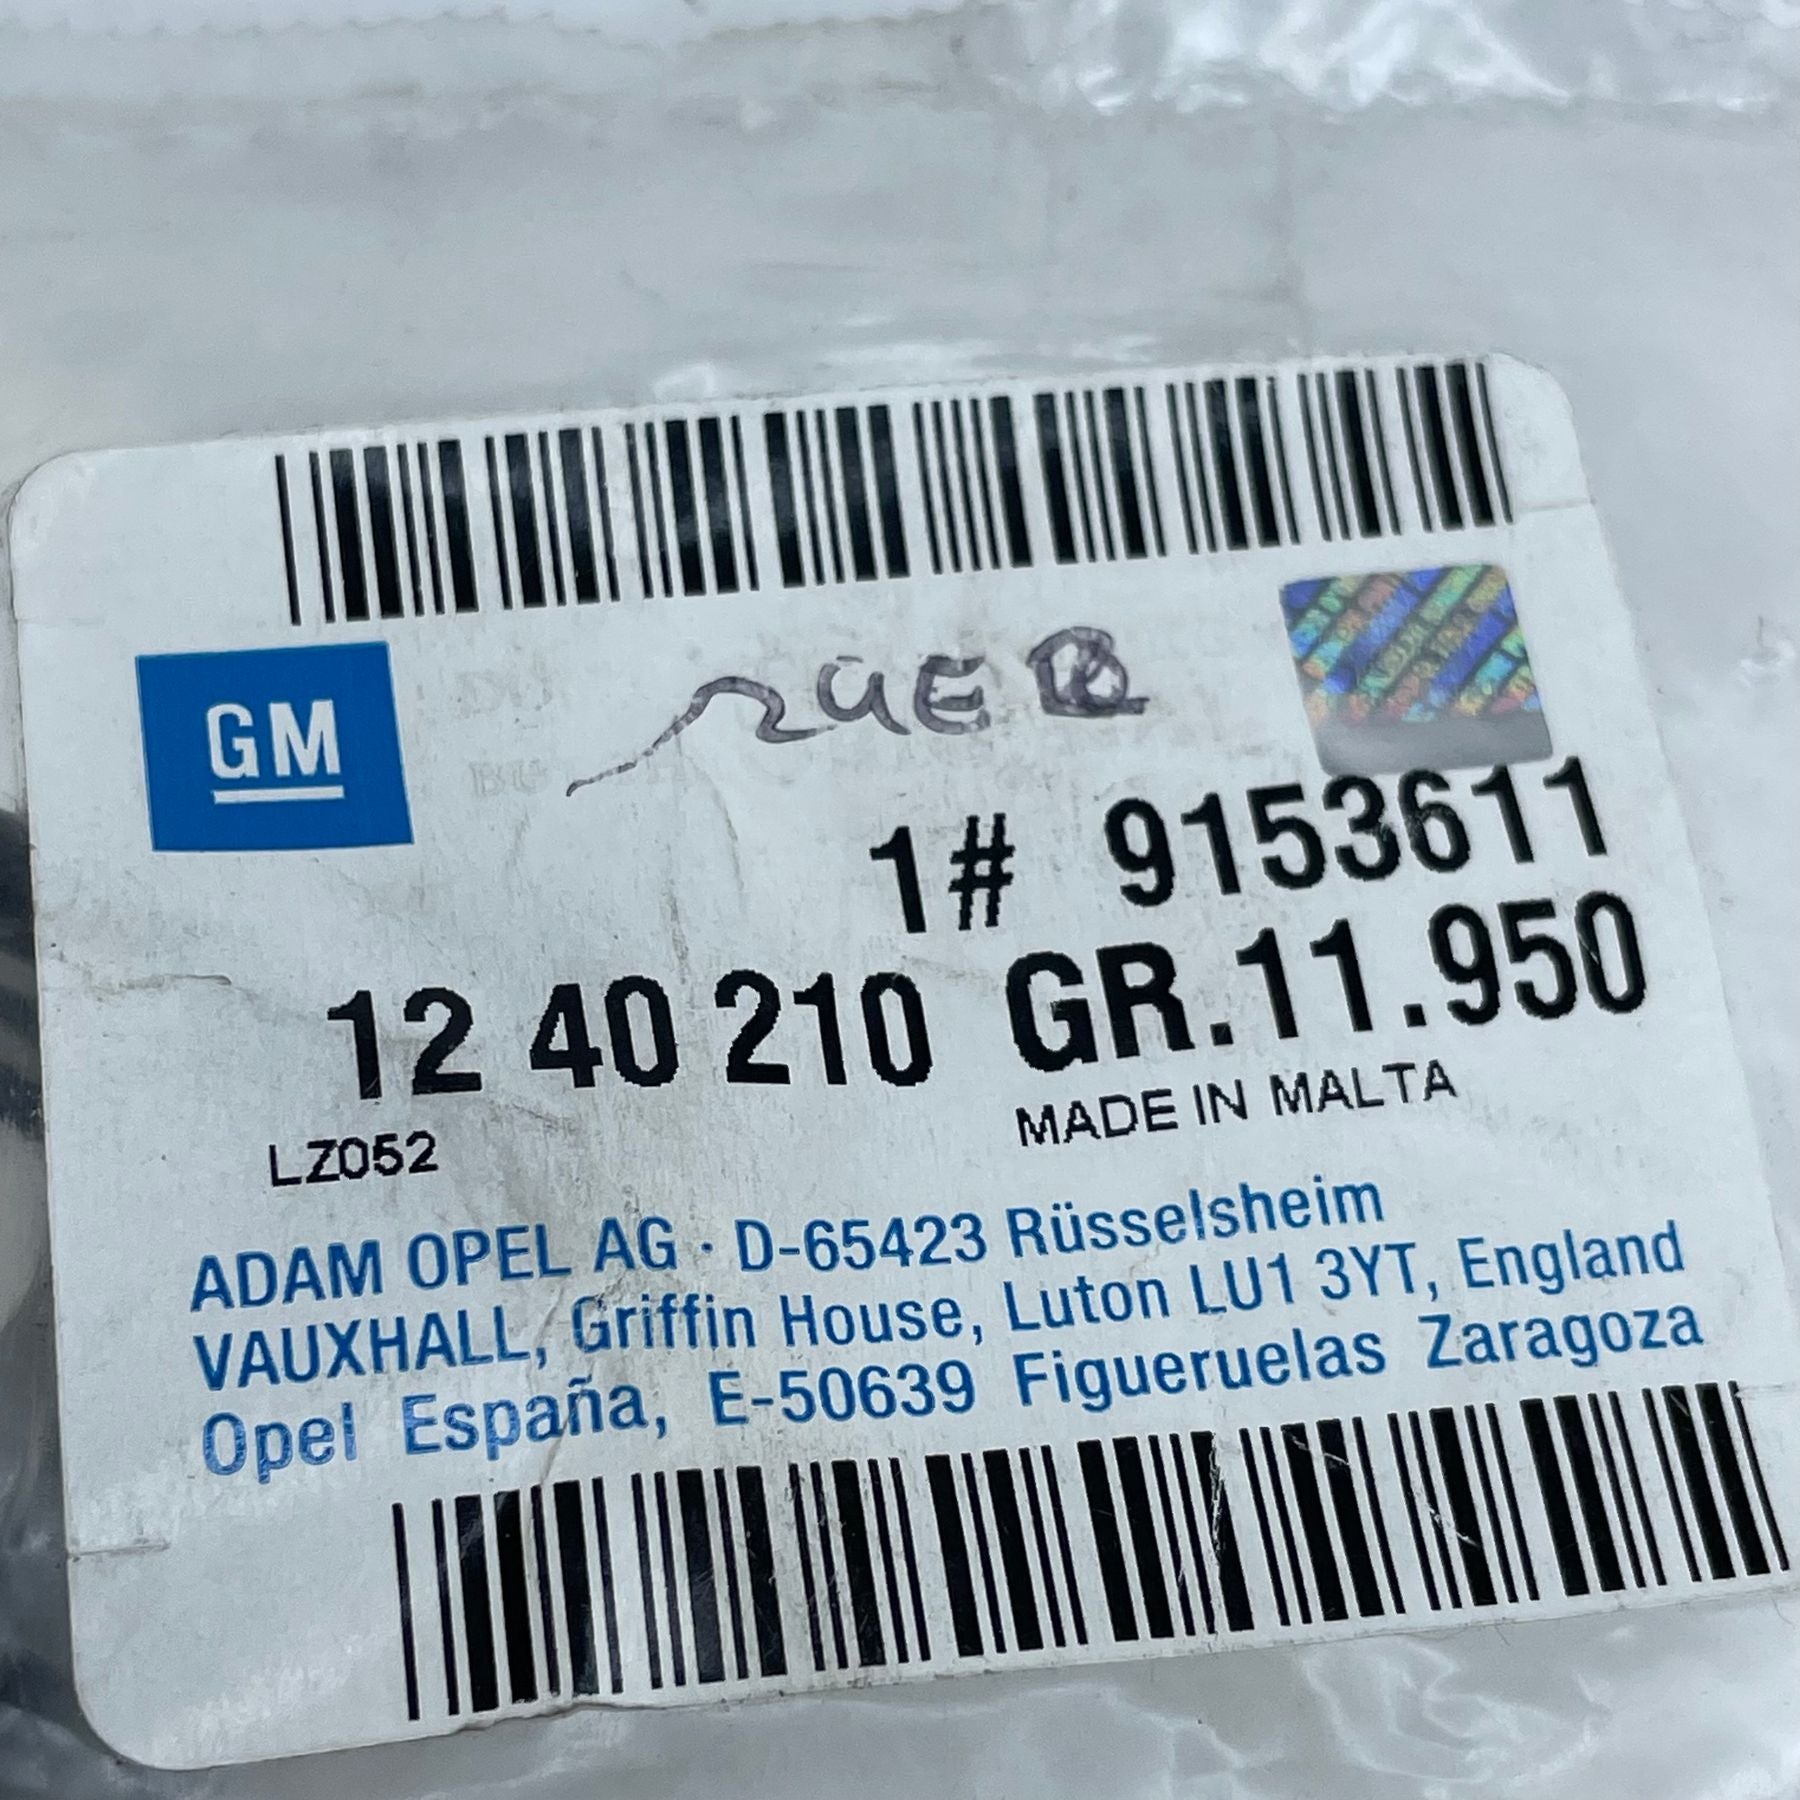 GM
1# 9153611
12 40 210 GR.11.950
MADE IN MALTA
LZ052
ADAM OPEL AG · D-65423 Rüsselsheim
VAUXHALL, Griffin House, Luton LU1 3YT, England
Opel España, E-50639 Figueruelas Zaragoza